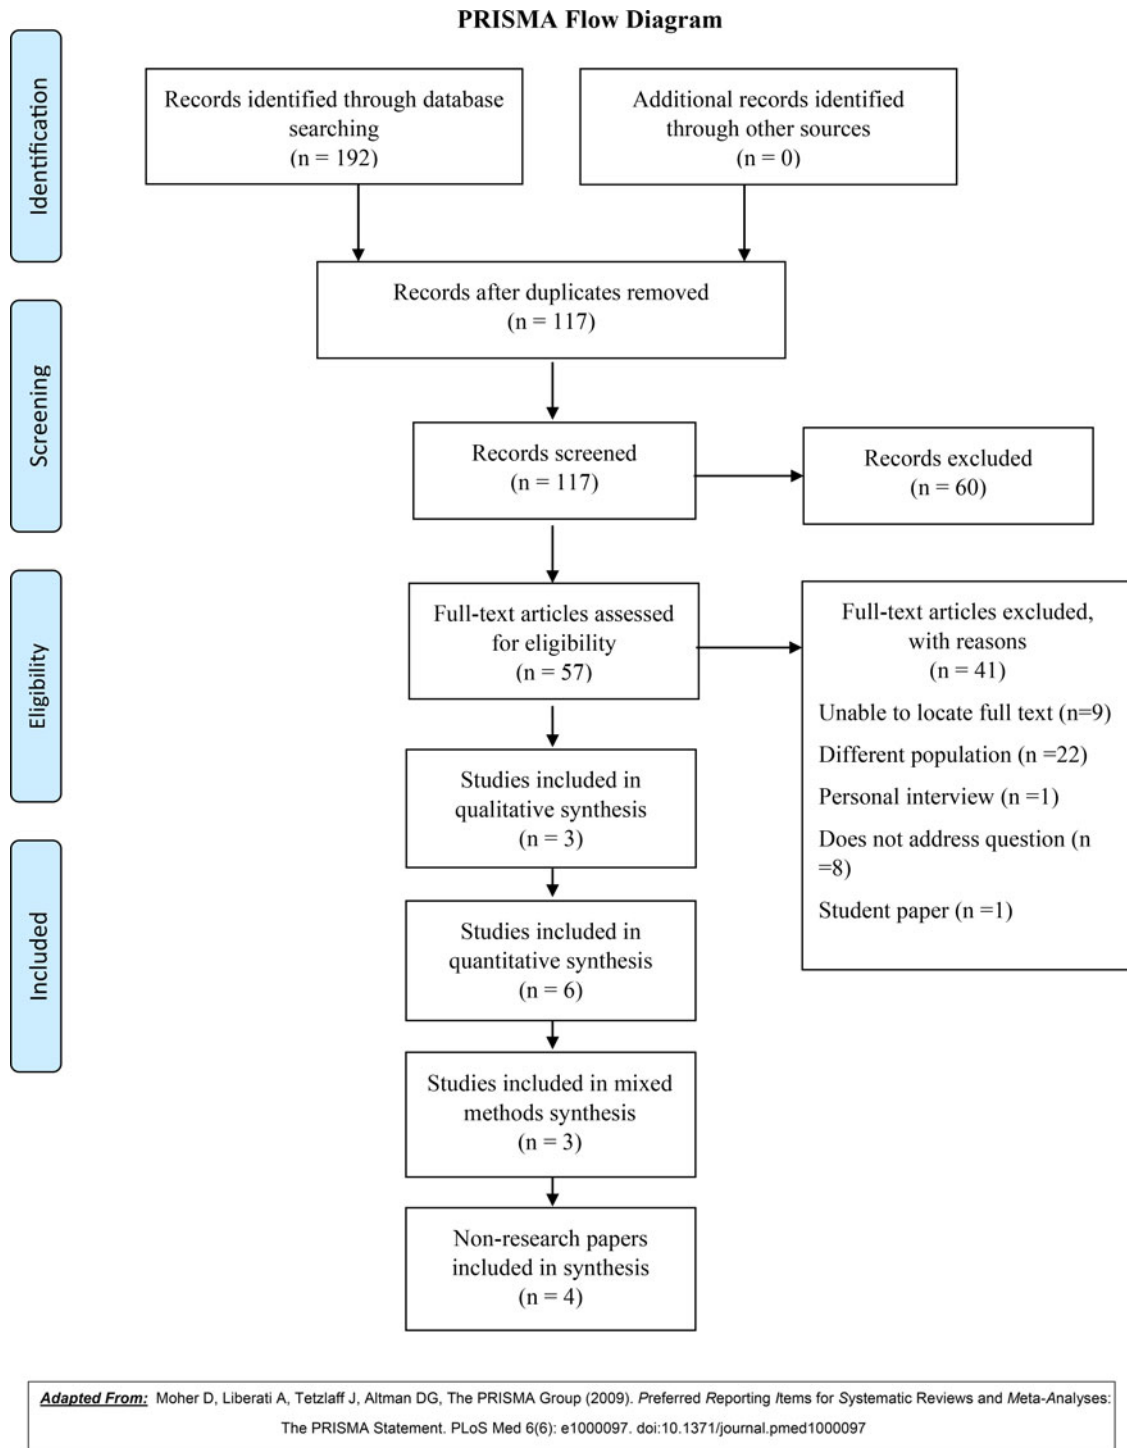 PRISMA Flow Diagram
Identification
Records identified through database
searching
(n = 192)
Additional records identified
through other sources
(n = 0)
Records after duplicates removed
(n = 117)
Screening
Records screened
(n = 117)
Records excluded
(n = 60)
Eligibility
Full-text articles assessed
for eligibility
(n = 57)
Full-text articles excluded,
with reasons
(n = 41)
Unable to locate full text (n=9)
Different population (n =22)
Personal interview (n =1)
Does not address question (n
=8)
Student paper (n =1)
Studies included in
qualitative synthesis
(n = 3)
Included
Studies included in
quantitative synthesis
(n = 6)
Studies included in mixed
methods synthesis
(n = 3)
Non-research papers
included in synthesis
(n = 4)
Adapted From: Moher D, Liberati A, Tetzlaff J, Altman DG, The PRISMA Group (2009). Preferred Reporting Items for Systematic Reviews and Meta-Analyses:
The PRISMA Statement. PLoS Med 6(6): e1000097. doi:10.1371/journal.pmed1000097